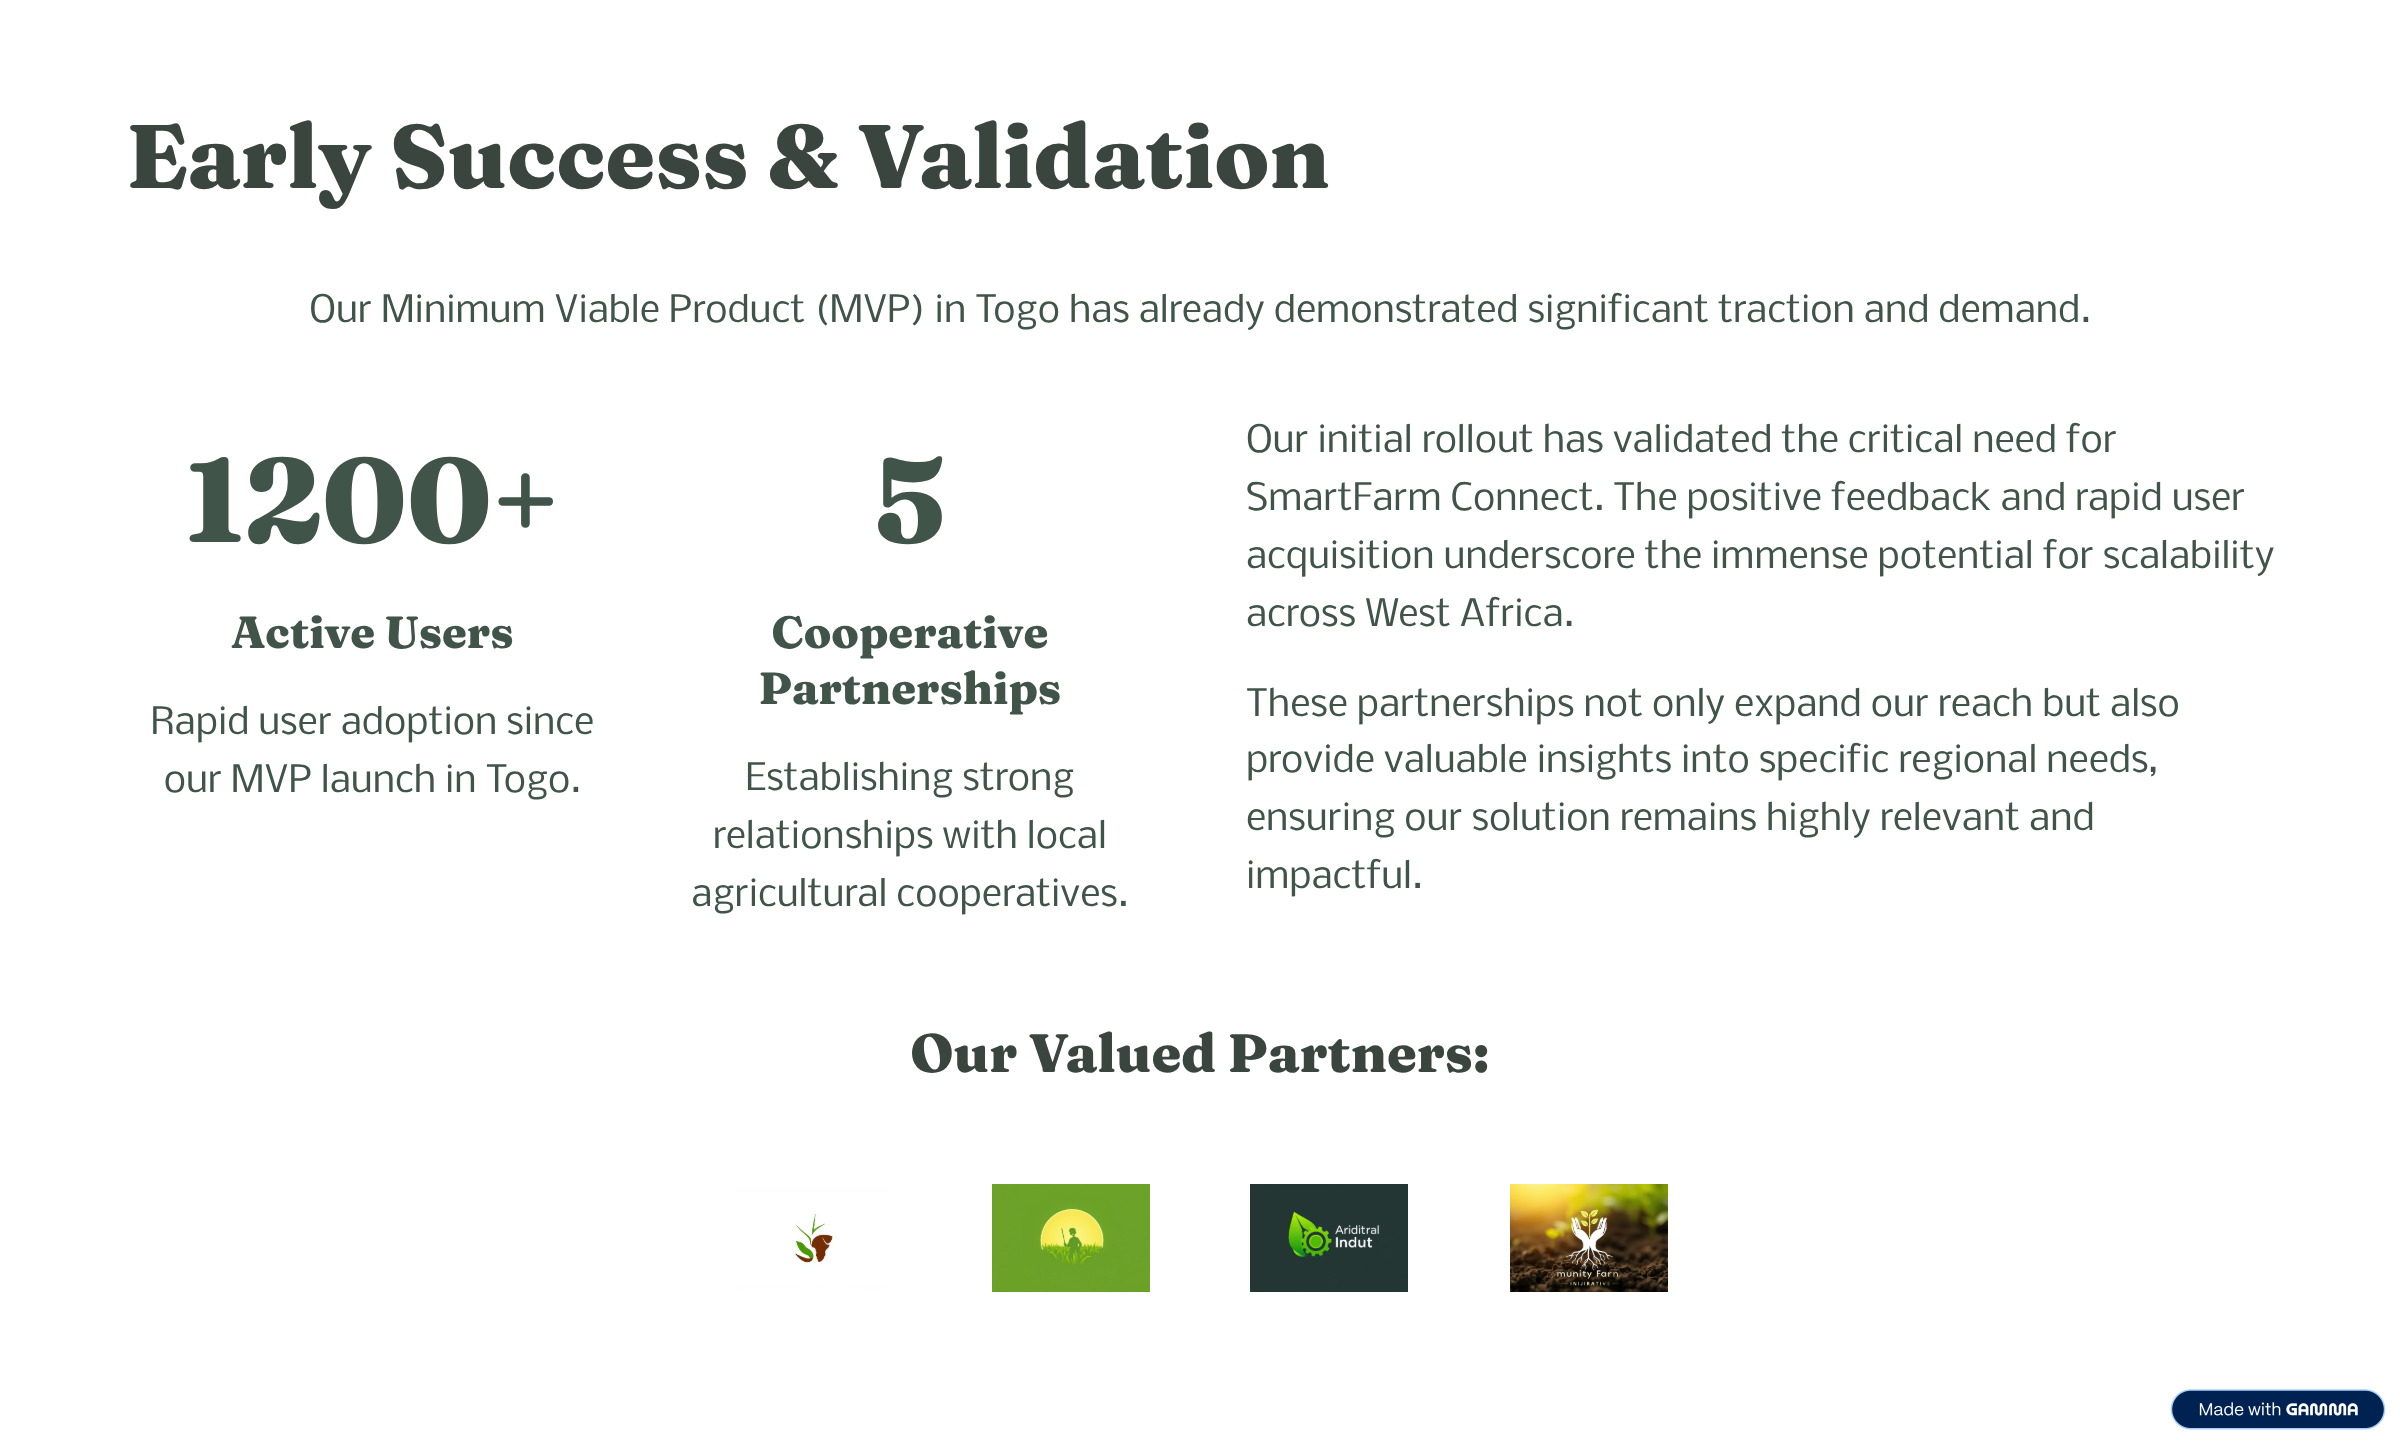 Early Success & Validation
Our Minimum Viable Product (MVP) in Togo has already demonstrated significant traction and demand.
1200+
Active Users
Rapid user adoption since
our MVP launch in Togo.
5
Cooperative
Partnerships
Establishing strong
relationships with local
agricultural cooperatives.
Our initial rollout has validated the critical need for
SmartFarm Connect. The positive feedback and rapid user
acquisition underscore the immense potential for scalability
across West Africa.
These partnerships not only expand our reach but also
provide valuable insights into specific regional needs,
ensuring our solution remains highly relevant and
impactful.
Our Valued Partners:
Ariditral
Indut
munity Farn
Made with GAMMA